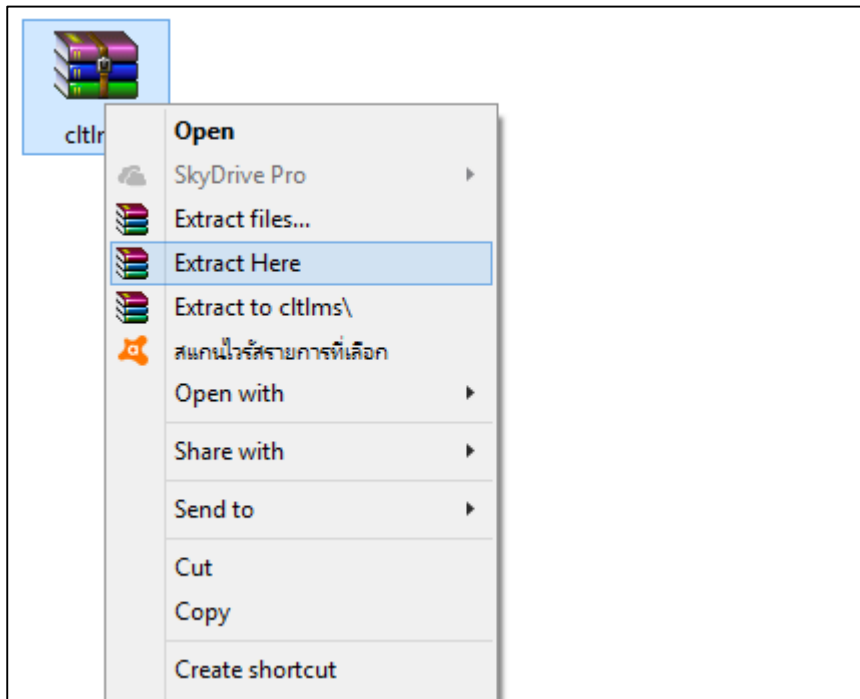 Open
SkyDrive Pro
Extract files...
Extract Here
Extract to cltlms\
สแกนไวรัสรายการที่เลือก
Open with
Share with
Send to
Cut
Copy
Create shortcut